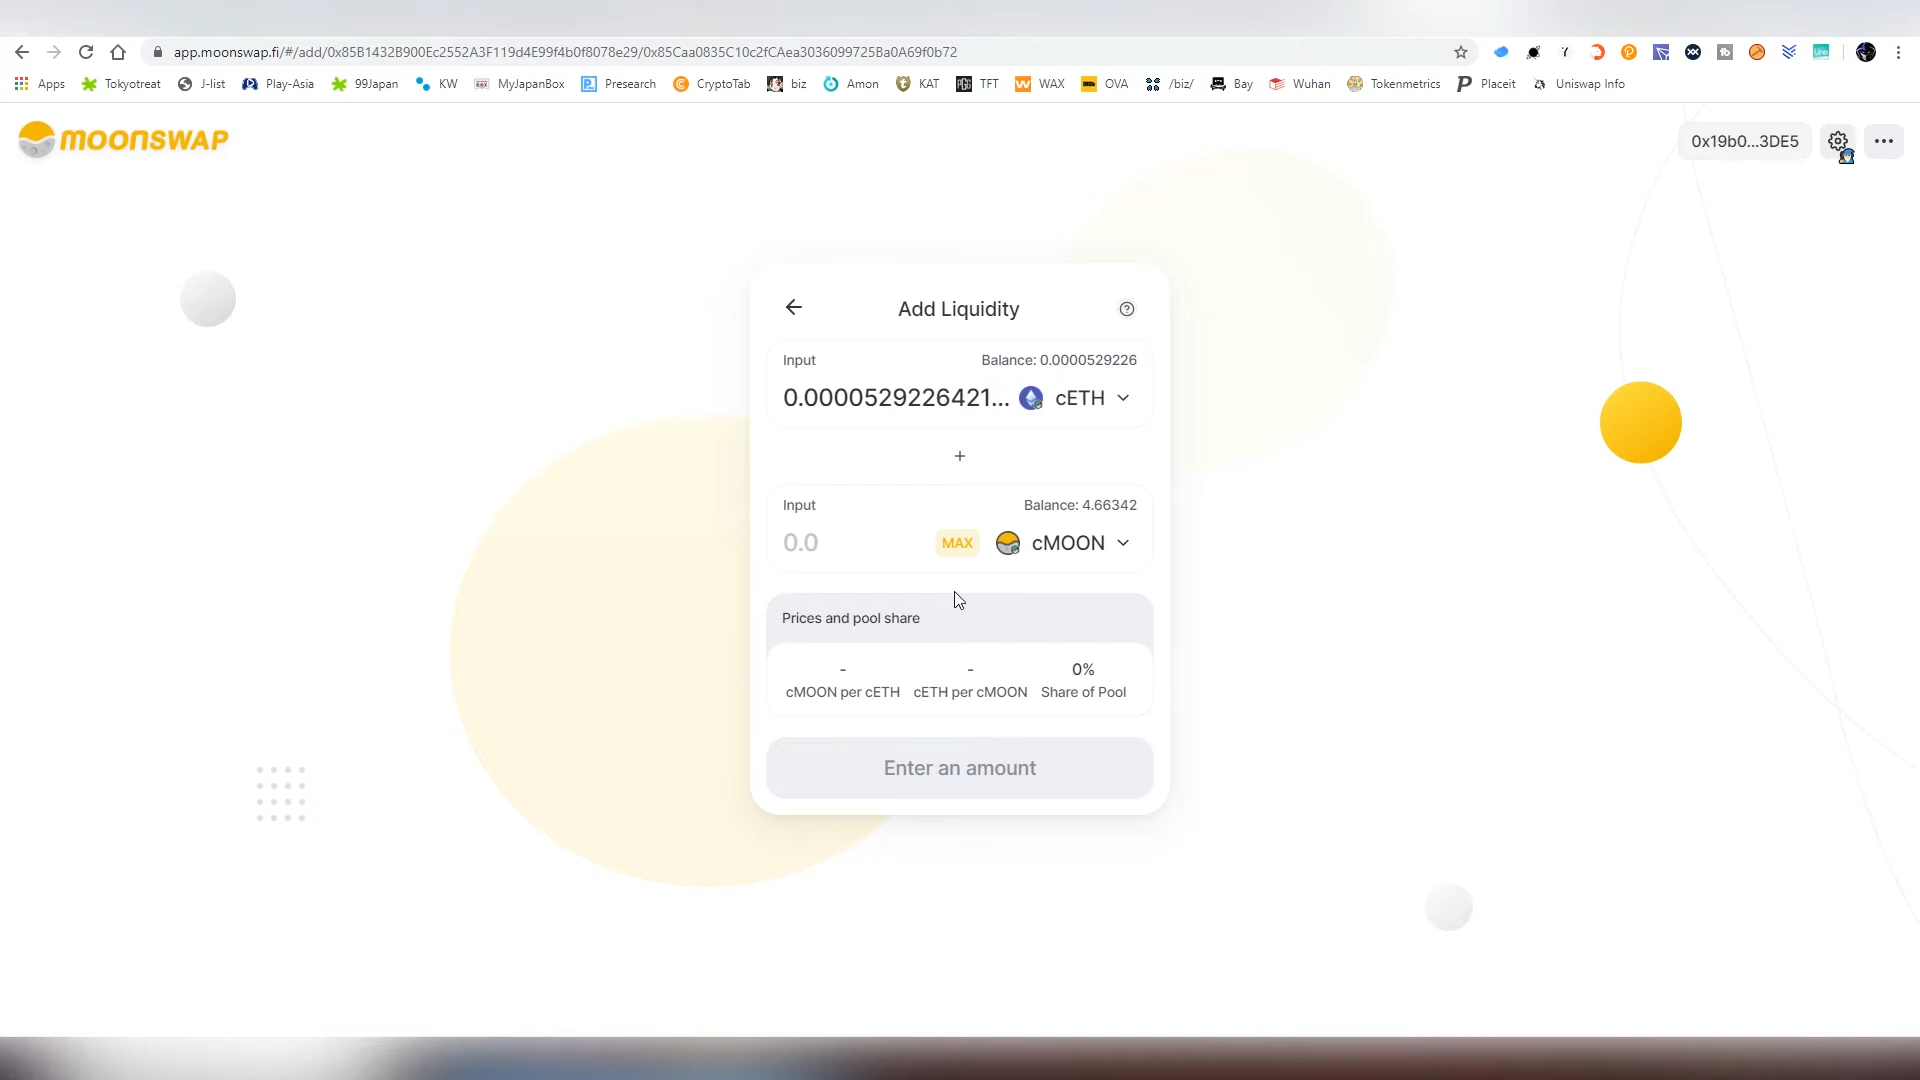 app.moonswap.fi/#/add/0x85B1432B900Ec2552A3F119d4E99f4b0f8078e29/0x85Caa0835C10c2fCAea3036099725Ba0A69f0b72
Apps Tokyotreat J-list Play-Asia 99Japan KW MyJapanBox Presearch CryptoTab biz Amon KAT TFT WAX OVA /biz/ Bay Wuhan Tokenmetrics Placeit Uniswap Info
MOONSWAP
0x19b0...3DE5
Add Liquidity
Input Balance: 0.0000529226
0.0000529226421... cETH
+
Input Balance: 4.66342
0.0 MAX cMOON
Prices and pool share
- - 0%
cMOON per cETH cETH per cMOON Share of Pool
Enter an amount